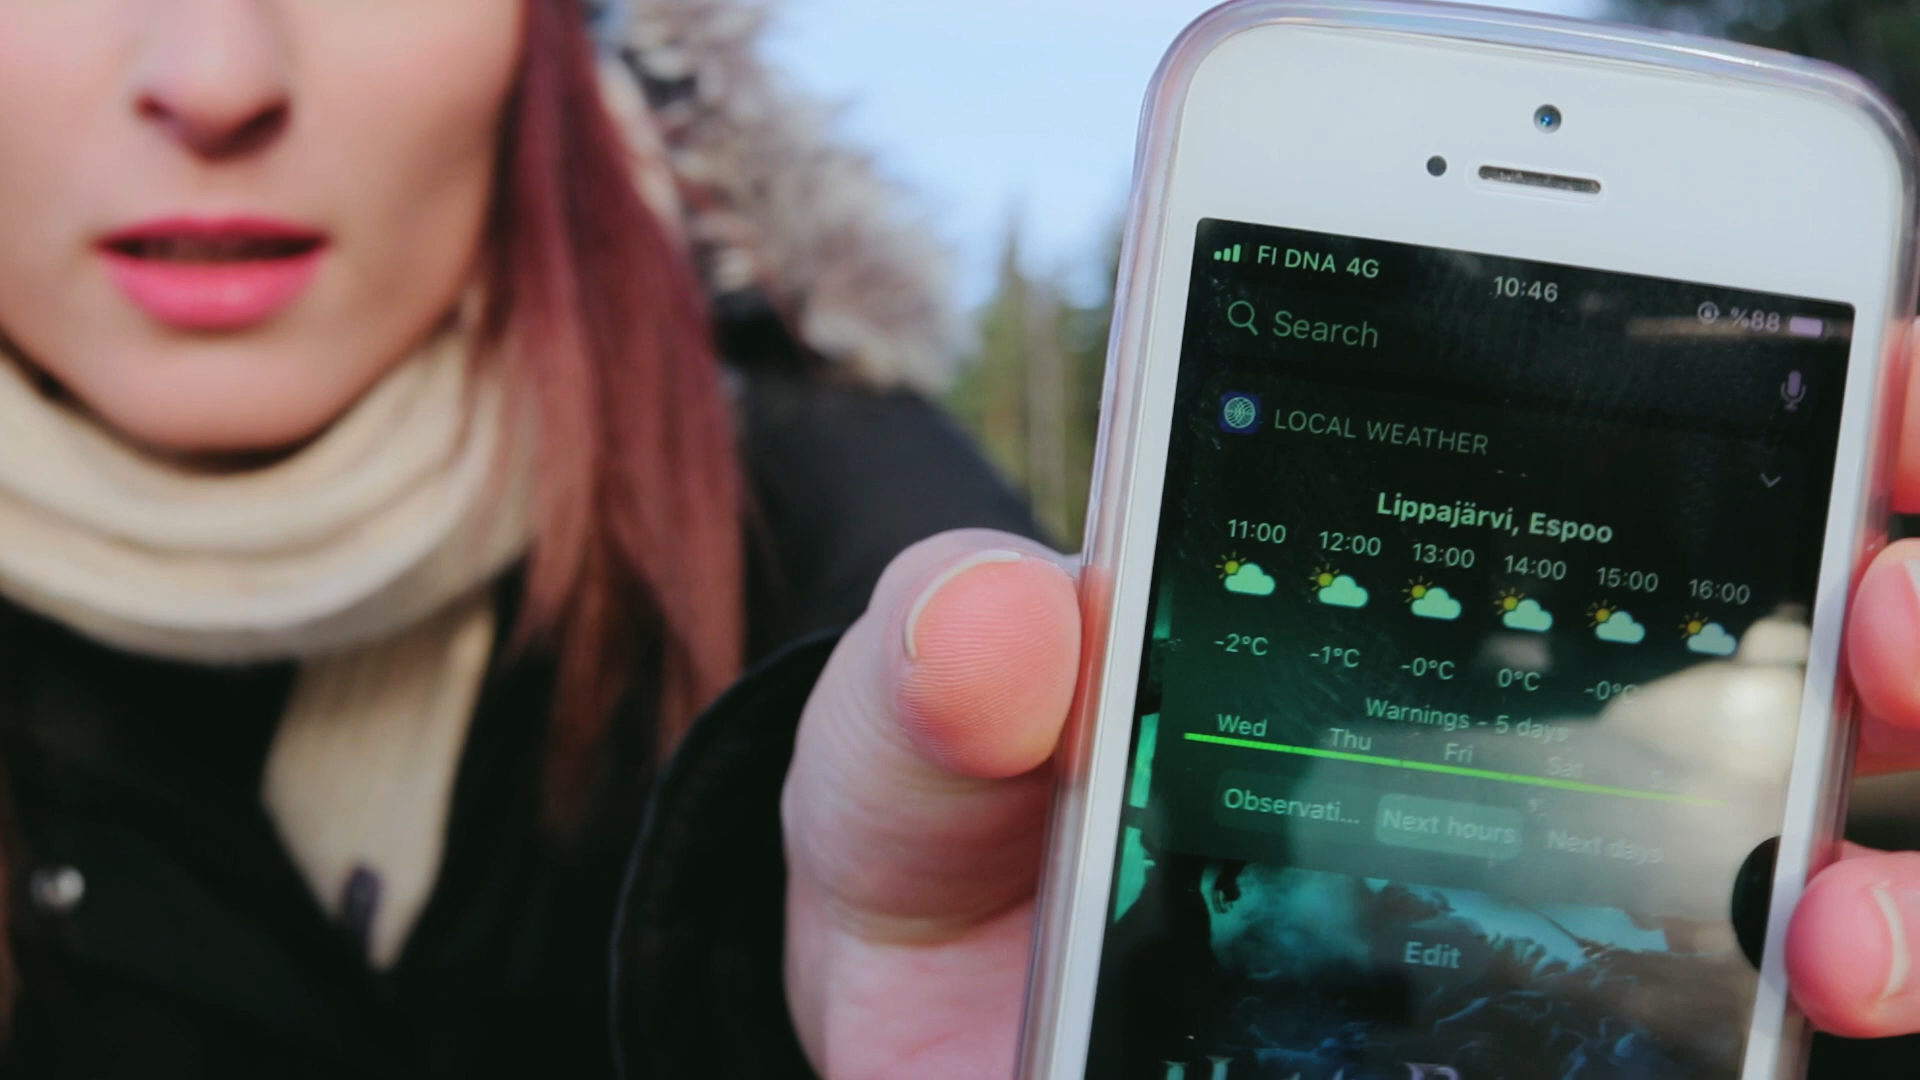 FI DNA 4G 10:46 %88
Search
LOCAL WEATHER
Lippajärvi, Espoo
11:00 12:00 13:00 14:00 15:00 16:00
-2°C -1°C -0°C 0°C -0°C
Warnings - 5 days
Wed Thu Fri Sat
Observati... Next hours Next days
Edit